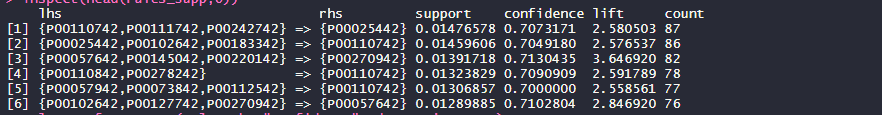 > inspect(head(rules_supp,6))
lhs rhs support confidence lift count
[1] {P00110742,P00111742,P00242742} => {P00025442} 0.01476578 0.7073171 2.580503 87
[2] {P00025442,P00102642,P00183342} => {P00110742} 0.01459606 0.7049180 2.576537 86
[3] {P00057642,P00145042,P00220142} => {P00270942} 0.01391718 0.7130435 3.646920 82
[4] {P00110842,P00278242} => {P00110742} 0.01323829 0.7090909 2.591789 78
[5] {P00057942,P00073842,P00112542} => {P00110742} 0.01306857 0.7000000 2.558561 77
[6] {P00102642,P00127742,P00270942} => {P00057642} 0.01289885 0.7102804 2.846920 76